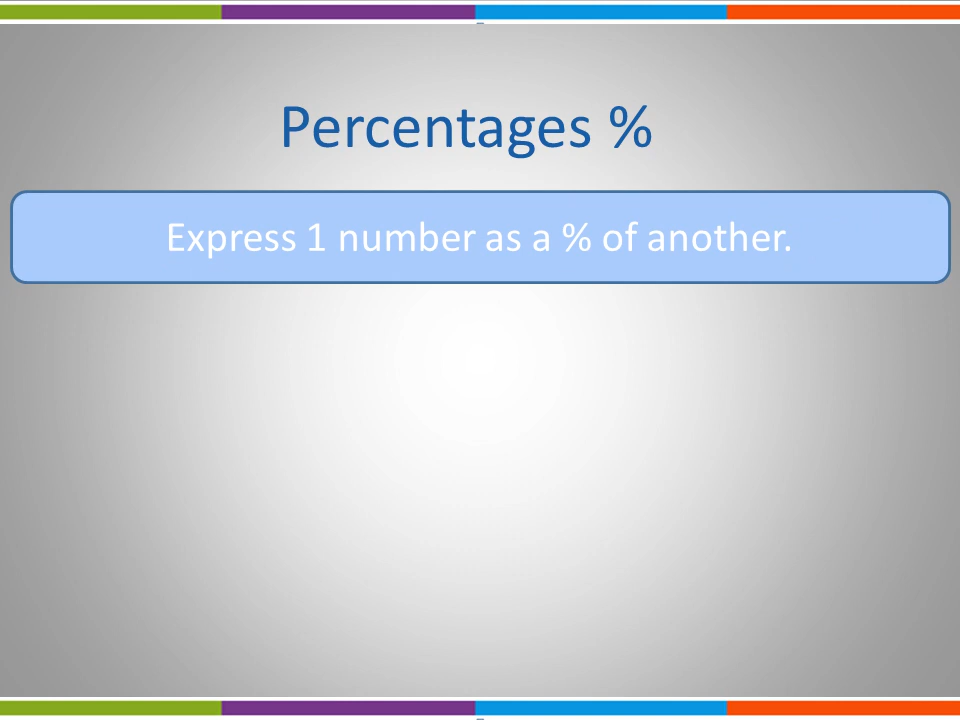 Percentages %
Express 1 number as a % of another.